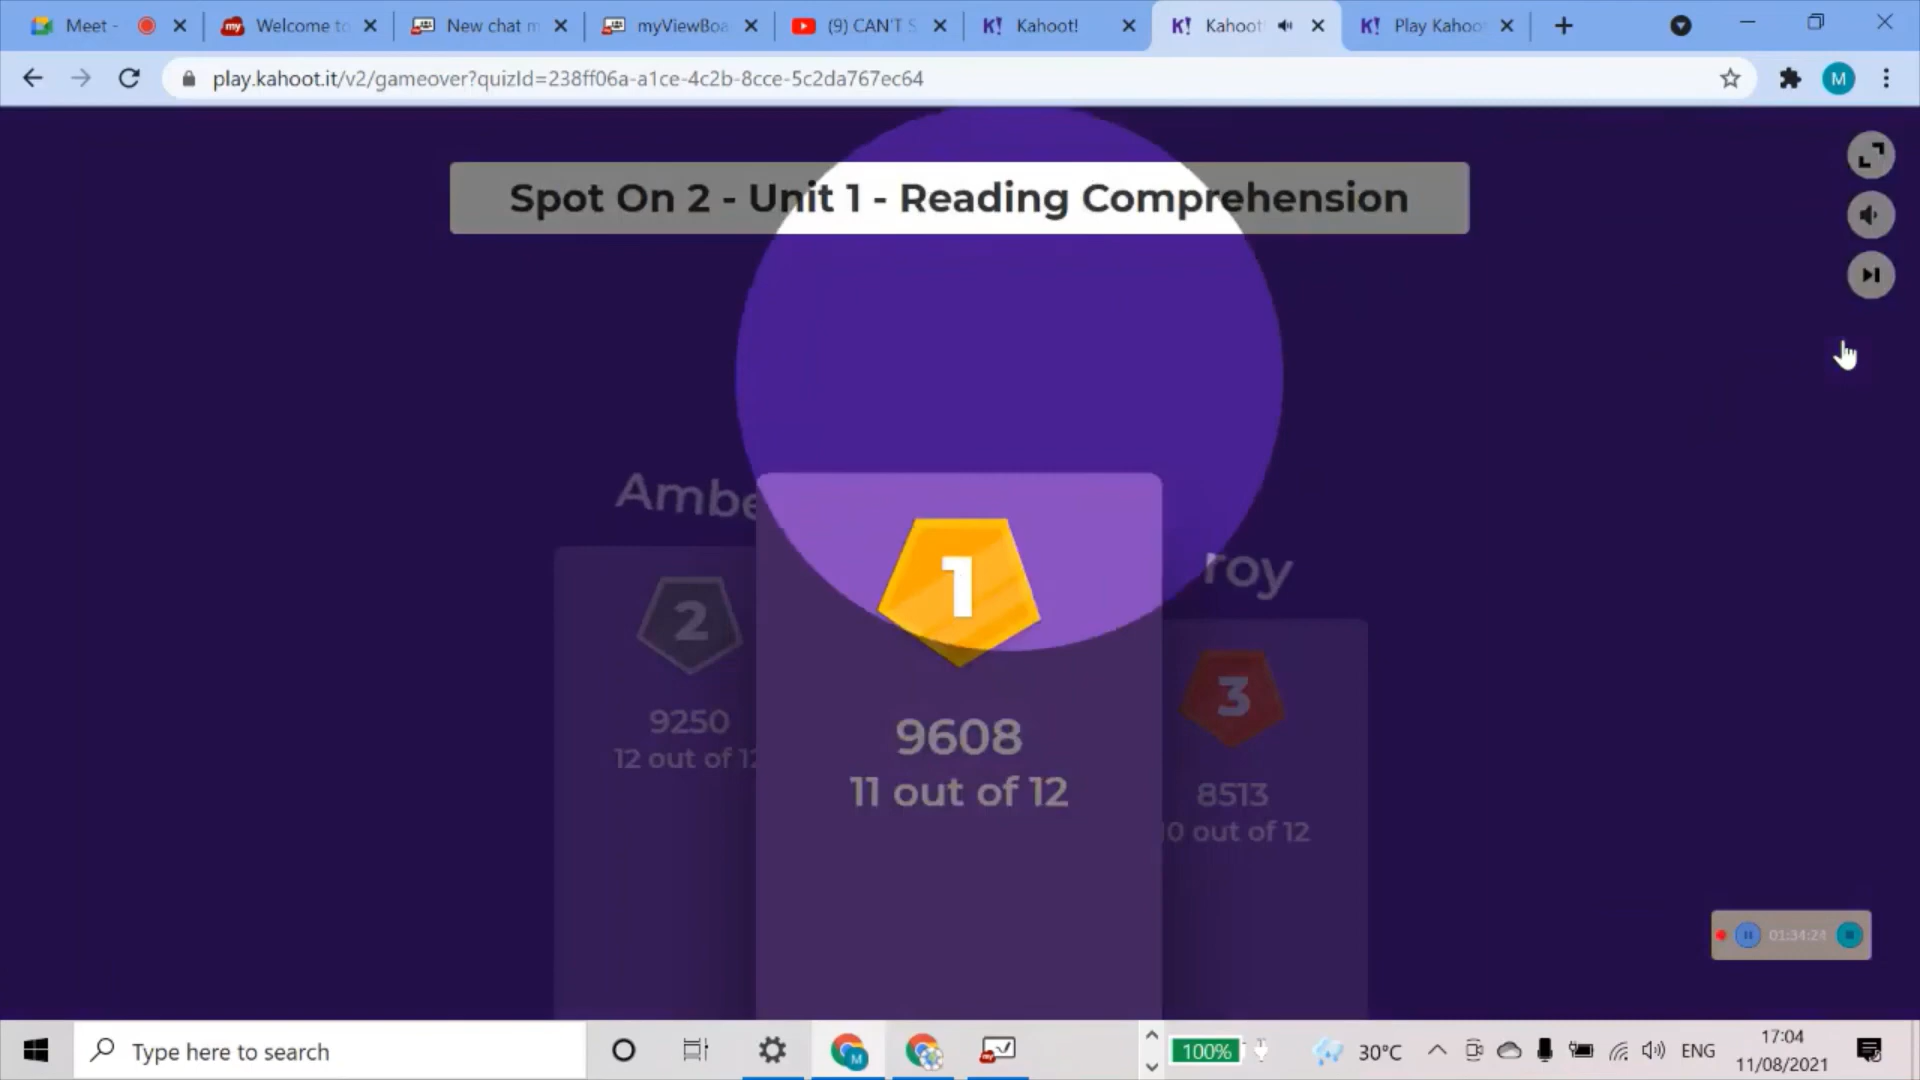 Meet -
Welcome to
New chat m
myViewBoa
(9) CAN'T S
Kahoot!
Kahoot
Play Kahoo
play.kahoot.it/v2/gameover?quizId=238ff06a-a1ce-4c2b-8cce-5c2da767ec64
M
Spot On 2 - Unit 1 - Reading Comprehension
Ambe
roy
1
2
3
9250
12 out of 12
9608
11 out of 12
8513
10 out of 12
01:34:24
Type here to search
100%
30°C
ENG
17:04
11/08/2021